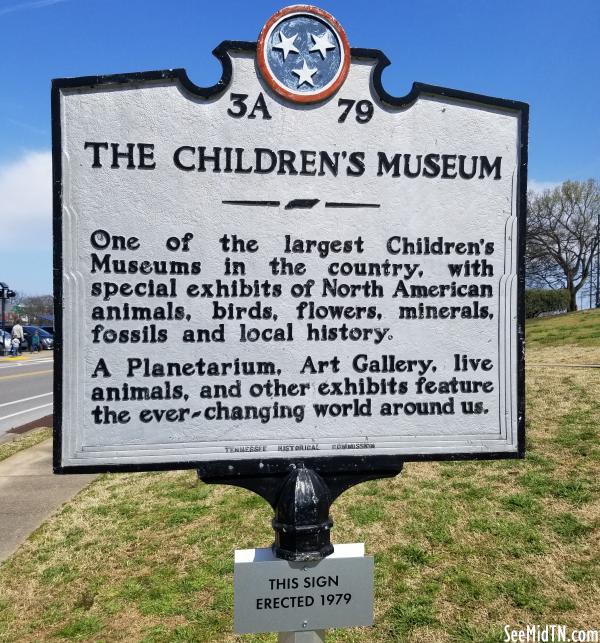 3A 79
THE CHILDREN'S MUSEUM
One of the largest Children's
Museums in the country, with
special exhibits of North American
animals, birds, flowers, minerals,
fossils and local history.
A Planetarium, Art Gallery, live
animals, and other exhibits feature
the ever-changing world around us.
TENNESSEE HISTORICAL COMMISSION
THIS SIGN
ERECTED 1979
SeeMidTN.com